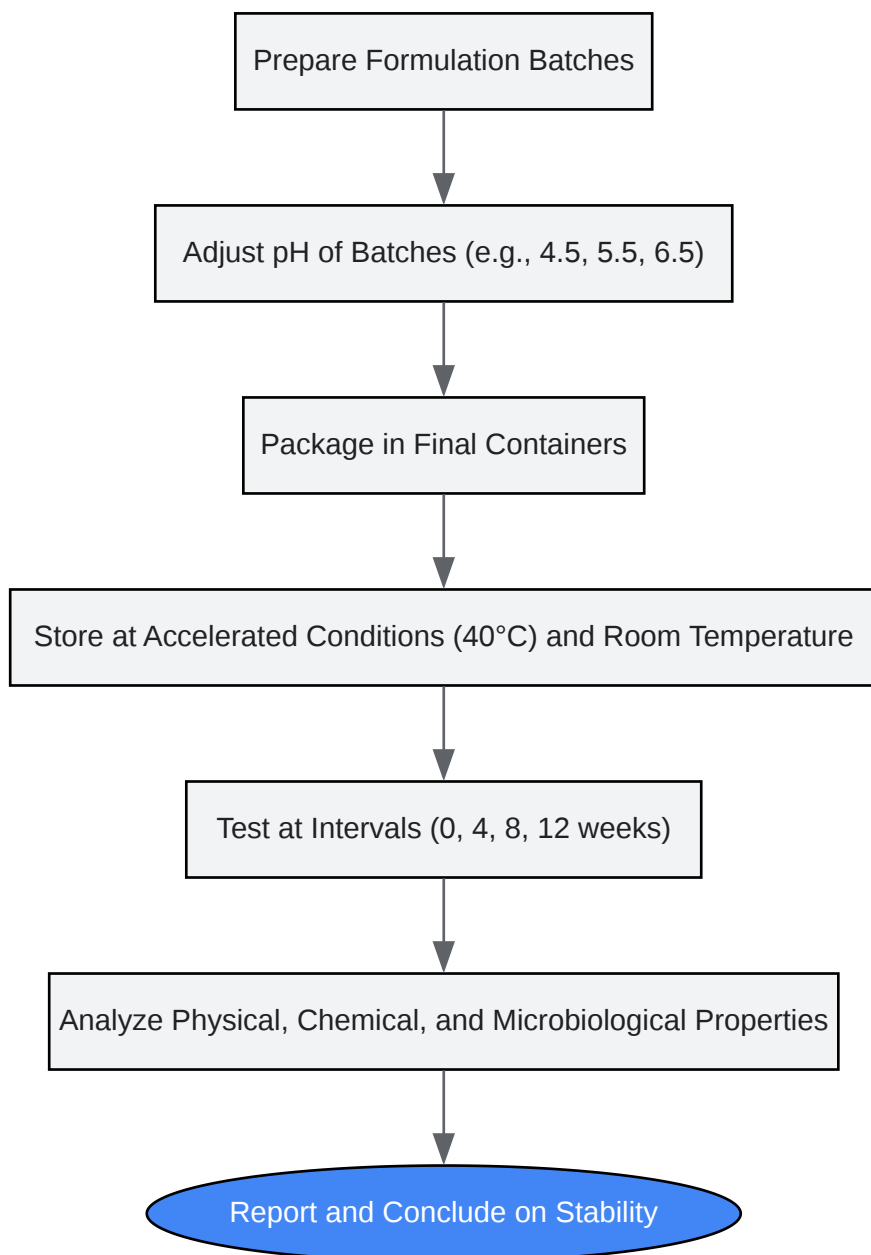 Prepare Formulation Batches
Adjust pH of Batches (e.g., 4.5, 5.5, 6.5)
Package in Final Containers
Store at Accelerated Conditions (40°C) and Room Temperature
Test at Intervals (0, 4, 8, 12 weeks)
Analyze Physical, Chemical, and Microbiological Properties
Report and Conclude on Stability